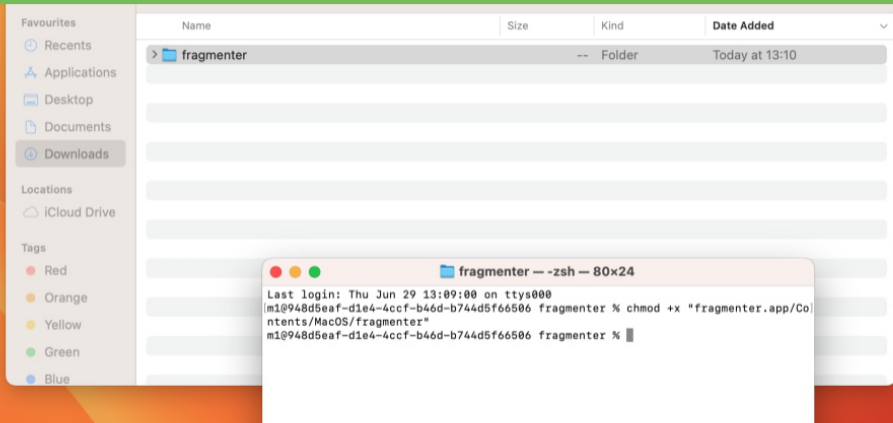 Favourites
Name Size Kind Date Added
Recents
fragmenter -- Folder Today at 13:10
Applications
Desktop
Documents
Downloads
Locations
iCloud Drive
Tags
Red
Orange
Yellow
Green
Blue
fragmenter — -zsh — 80×24
Last login: Thu Jun 29 13:09:00 on ttys000
[m1@948d5eaf-d1e4-4ccf-b46d-b744d5f66506 fragmenter % chmod +x "fragmenter.app/Co]
ntents/MacOS/fragmenter"
m1@948d5eaf-d1e4-4ccf-b46d-b744d5f66506 fragmenter %